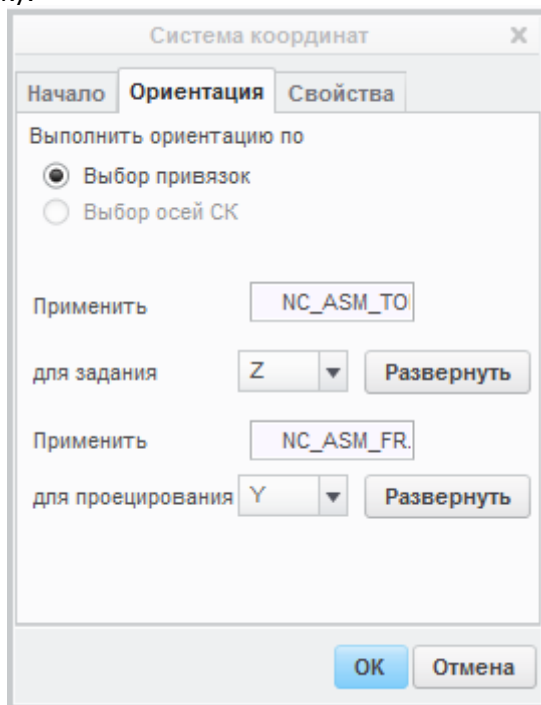 Система координат
Начало Ориентация Свойства
Выполнить ориентацию по
Выбор привязок
Выбор осей СК
Применить NC_ASM_TO
для задания Z Развернуть
Применить NC_ASM_FR.
для проецирования Y Развернуть
ОК Отмена